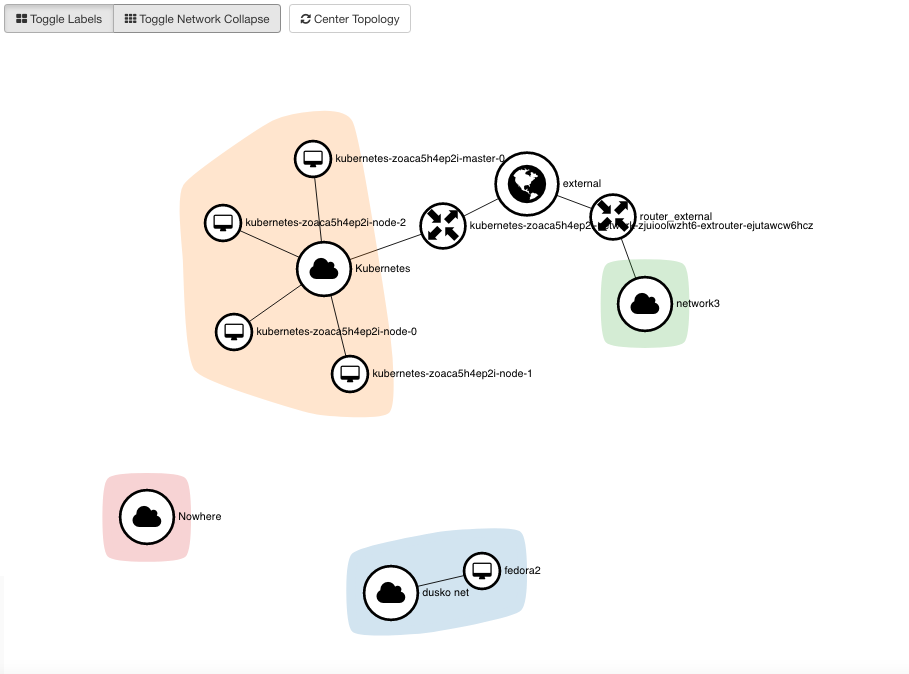 Toggle Labels
Toggle Network Collapse
Center Topology
kubernetes-zoaca5h4ep2i-master-0
external
router_external
kubernetes-zoaca5h4ep2i-node-2
kubernetes-zoaca5h4ep2i-network-zjuioolwzht6-extrouter-ejutawcw6hcz
Kubernetes
network3
kubernetes-zoaca5h4ep2i-node-0
kubernetes-zoaca5h4ep2i-node-1
Nowhere
fedora2
dusko net